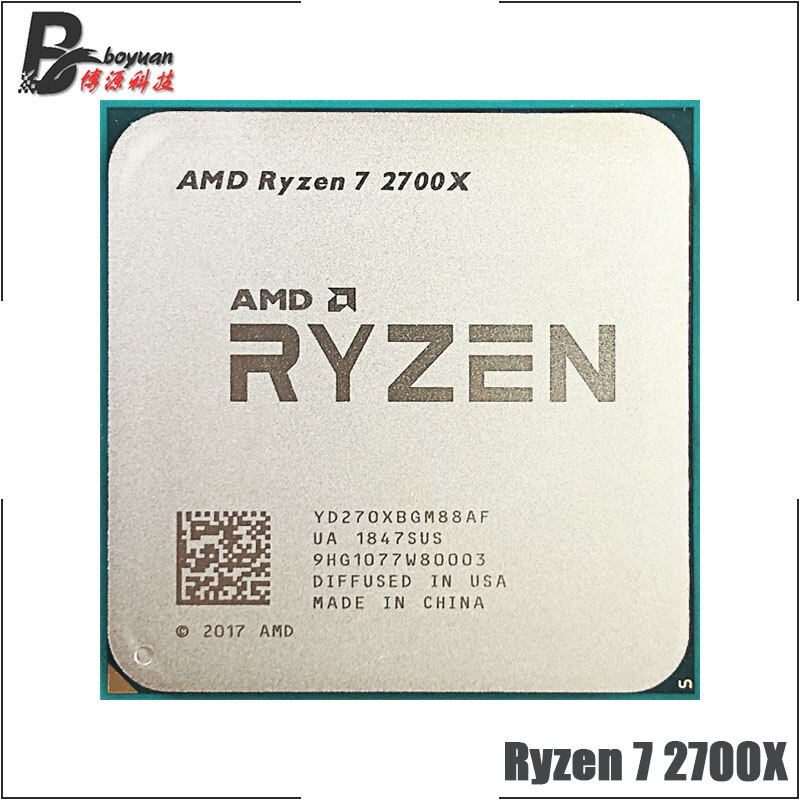 boyuan
博源科技
AMD Ryzen 7 2700X
AMD
RYZEN
YD270XBGM88AF
UA 1847SUS
9HG1077W80003
DIFFUSED IN USA
MADE IN CHINA
© 2017 AMD
S
Ryzen 7 2700X